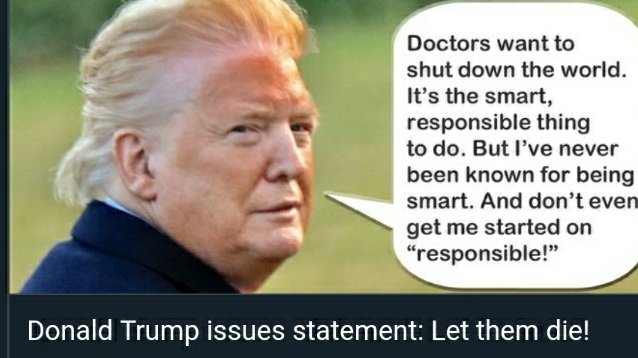 Doctors want to
shut down the world.
It's the smart,
responsible thing
to do. But I've never
been known for being
smart. And don't even
get me started on
“responsible!”
Donald Trump issues statement: Let them die!